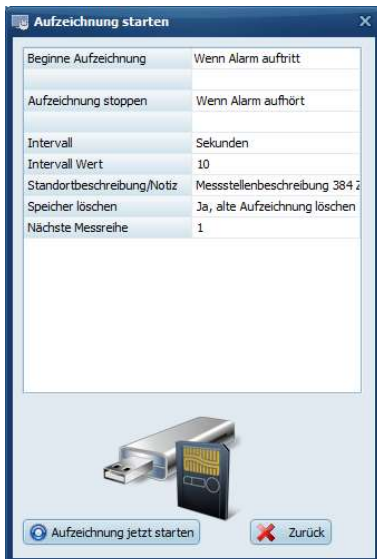 Aufzeichnung starten
Beginne Aufzeichnung Wenn Alarm auftritt
Aufzeichnung stoppen Wenn Alarm aufhört
Intervall Sekunden
Intervall Wert 10
Standortbeschreibung/Notiz Messstellenbeschreibung 384 Z
Speicher löschen Ja, alte Aufzeichnung löschen
Nächste Messreihe 1
Aufzeichnung jetzt starten Zurück